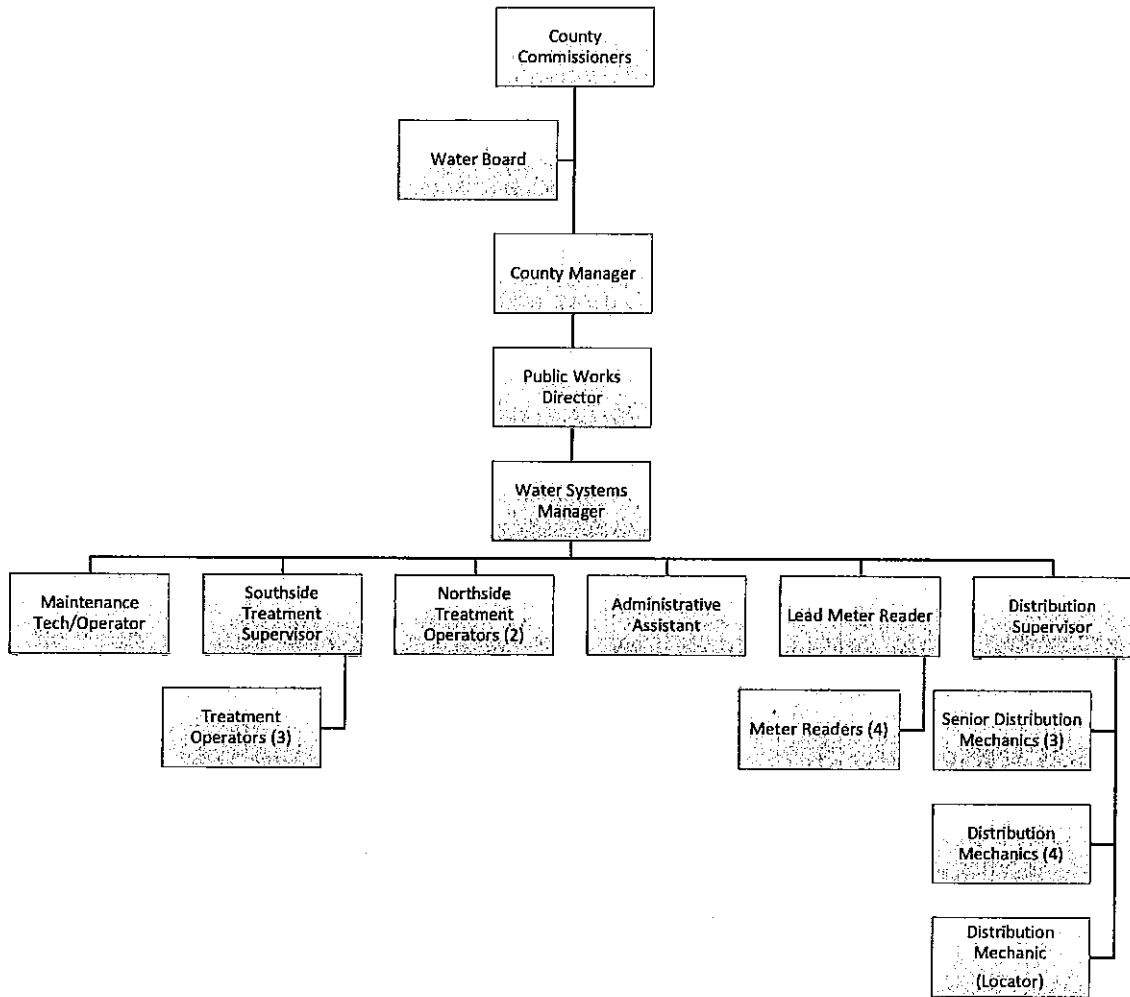 County
Commissioners
Water Board
County Manager
Public Works
Director
Water Systems
Manager
Maintenance
Tech/Operator
Southside
Treatment
Supervisor
Northside
Treatment
Operators (2)
Administrative
Assistant
Lead Meter Reader
Distribution
Supervisor
Treatment
Operators (3)
Meter Readers (4)
Senior Distribution
Mechanics (3)
Distribution
Mechanics (4)
Distribution
Mechanic
(Locator)